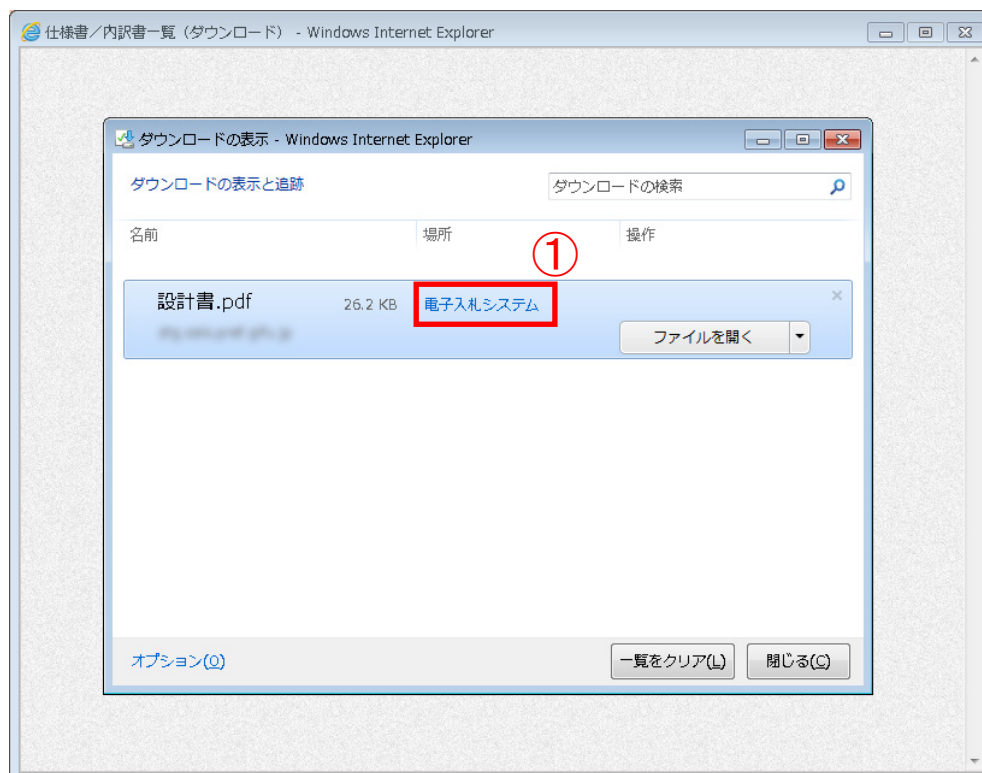 仕様書／内訳書一覧（ダウンロード） - Windows Internet Explorer
ダウンロードの表示 - Windows Internet Explorer
ダウンロードの表示と追跡
ダウンロードの検索
名前 場所 操作
①
設計書.pdf 26.2 KB 電子入札システム
ファイルを開く
オプション(O) 一覧をクリア(L) 閉じる(C)